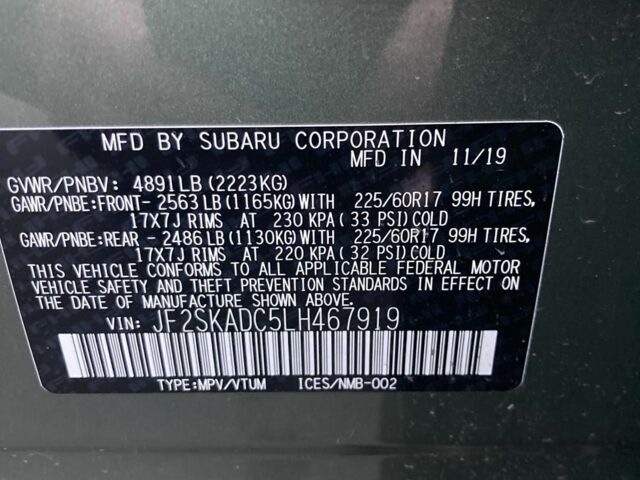 MFD BY SUBARU CORPORATION
MFD IN 11/19
GVWR/PNBV: 4891LB(2223KG)
GAWR/PNBE:FRONT- 2563LB(1165KG)WITH 225/60R17 99H TIRES,
17X7J RIMS AT 230 KPA( 33 PSI)COLD
GAWR/PNBE:REAR - 2486LB(1130KG)WITH 225/60R17 99H TIRES,
17X7J RIMS AT 220 KPA( 32 PSI)COLD
THIS VEHICLE CONFORMS TO ALL APPLICABLE FEDERAL MOTOR
VEHICLE SAFETY AND THEFT PREVENTION STANDARDS IN EFFECT ON
THE DATE OF MANUFACTURE SHOWN ABOVE.
VIN: JF2SKADC5LH467919
TYPE:MPV/VTUM ICES/NMB-002